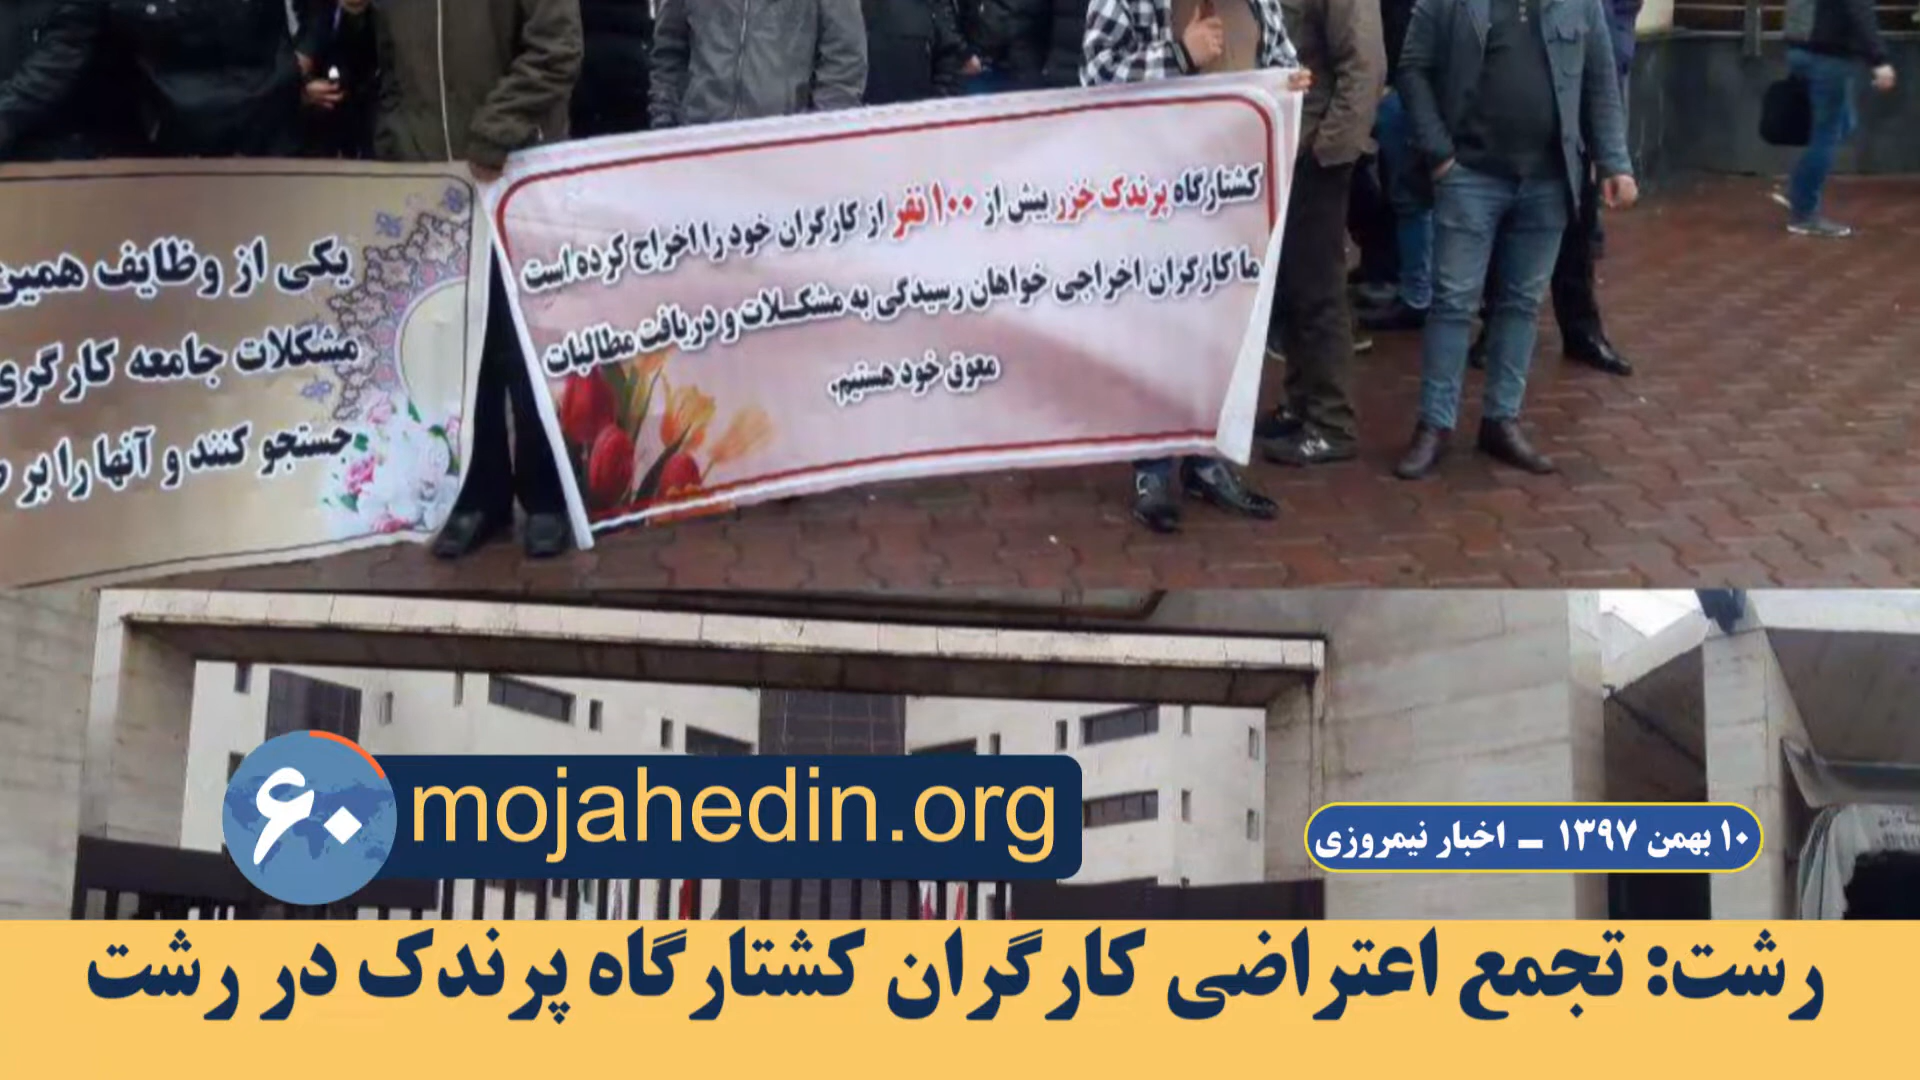 کشتارگاه پرندک خزر بیش از ۱۰۰ نفر از کارگران خود را اخراج کرده است
ما کارگران اخراجی خواهان رسیدگی به مشکلات و دریافت مطالبات
معوق خود هستیم.
یکی از وظایف همین
مشکلات جامعه کارگری
جستجو کنند و آنها را بر
۶۰
mojahedin.org
۱۰ بهمن ۱۳۹۷ ـ اخبار نیمروزی
رشت: تجمع اعتراضی کارگران کشتارگاه پرندک در رشت